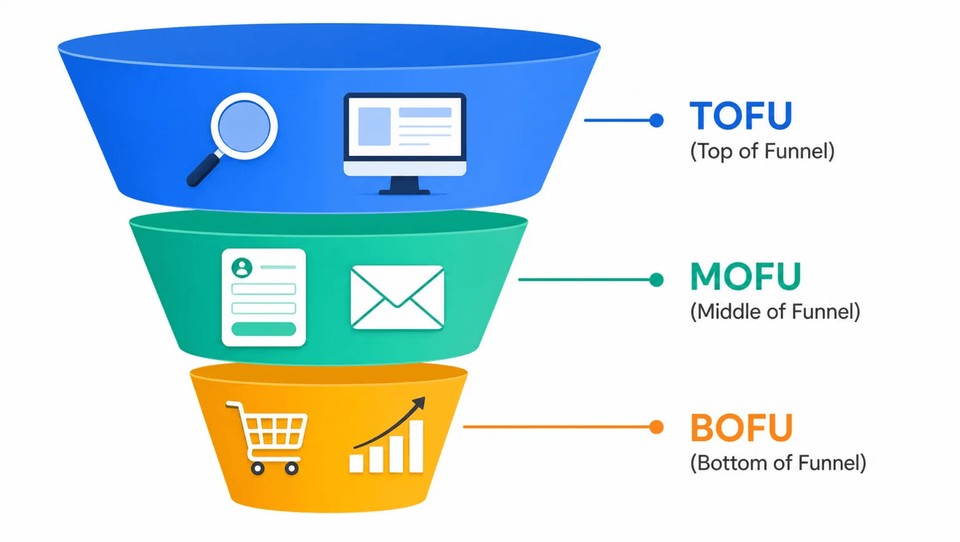 TOFU
(Top of Funnel)
MOFU
(Middle of Funnel)
BOFU
(Bottom of Funnel)